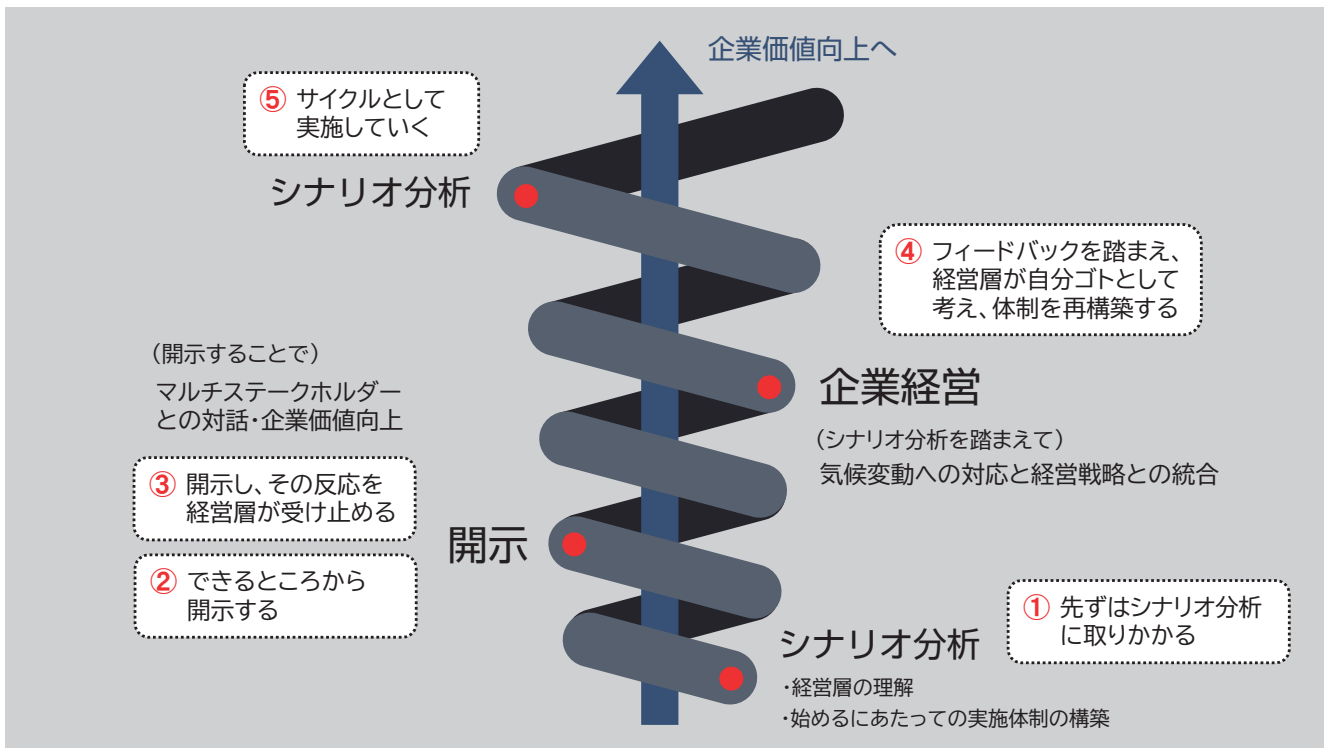 企業価値向上へ
⑤ サイクルとして
実施していく
シナリオ分析
④ フィードバックを踏まえ、
経営層が自分ゴトとして
考え、体制を再構築する
(開示することで)
マルチステークホルダー
との対話・企業価値向上
企業経営
(シナリオ分析を踏まえて)
気候変動への対応と経営戦略との統合
③ 開示し、その反応を
経営層が受け止める
開示
② できるところから
開示する
① 先ずはシナリオ分析
に取りかかる
シナリオ分析
・経営層の理解
・始めるにあたっての実施体制の構築